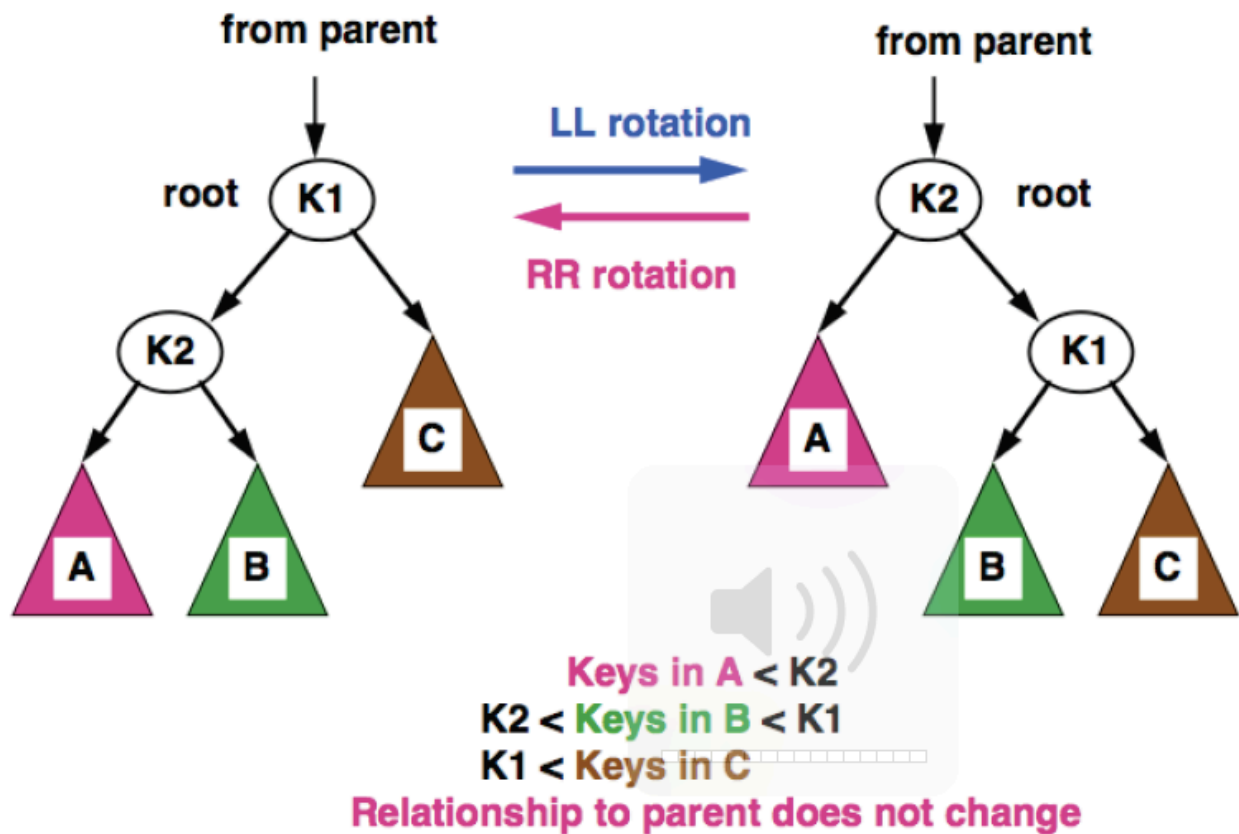 from parent
from parent
LL rotation
root K1
K2 root
RR rotation
K2
K1
C
A
A
B
B
C
Keys in A < K2
K2 < Keys in B < K1
K1 < Keys in C
Relationship to parent does not change